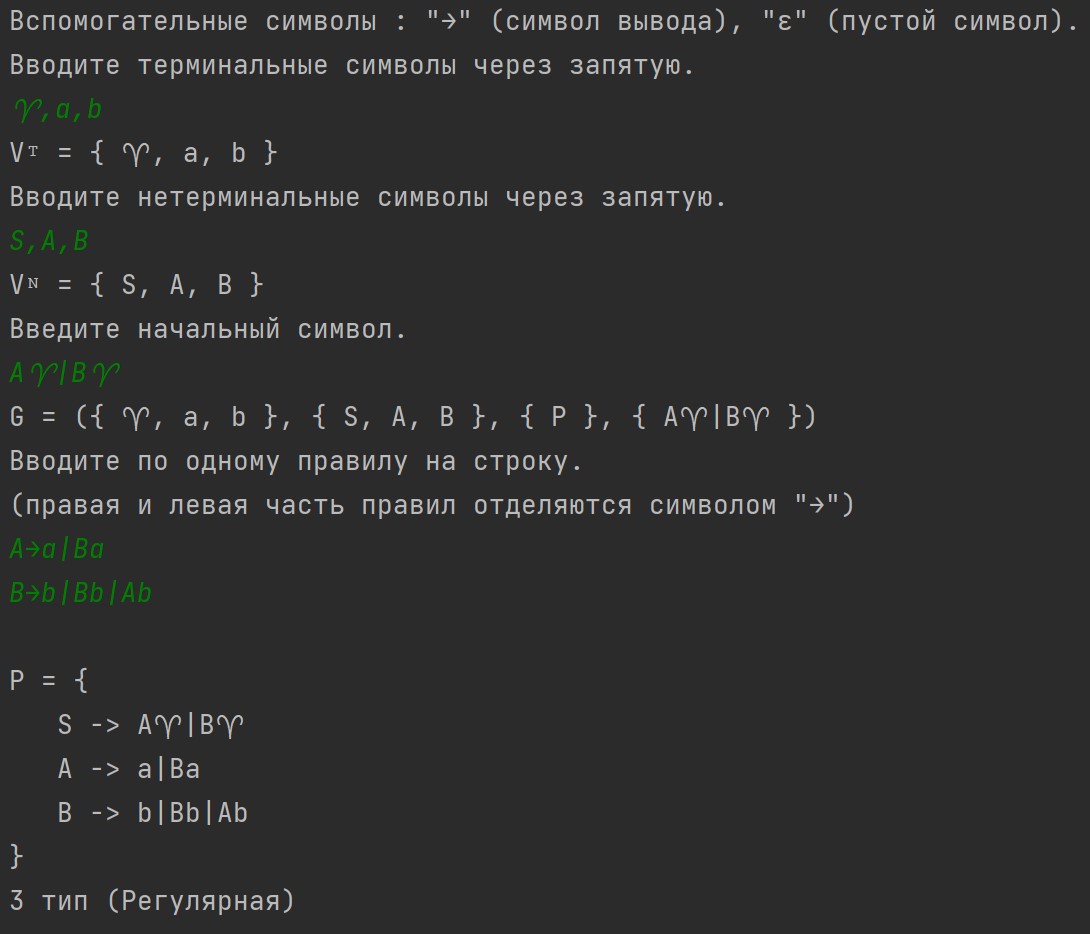 Вспомогательные символы : "→" (символ вывода), "ε" (пустой символ).
Вводите терминальные символы через запятую.
♈,a,b
Vᵀ = { ♈, a, b }
Вводите нетерминальные символы через запятую.
S,A,B
Vᴺ = { S, A, B }
Введите начальный символ.
A♈|B♈
G = ({ ♈, a, b }, { S, A, B }, { P }, { A♈|B♈ })
Вводите по одному правилу на строку.
(правая и левая часть правил отделяются символом "→")
A→a|Ba
B→b|Bb|Ab
P = {
S -> A♈|B♈
A -> a|Ba
B -> b|Bb|Ab
}
3 тип (Регулярная)